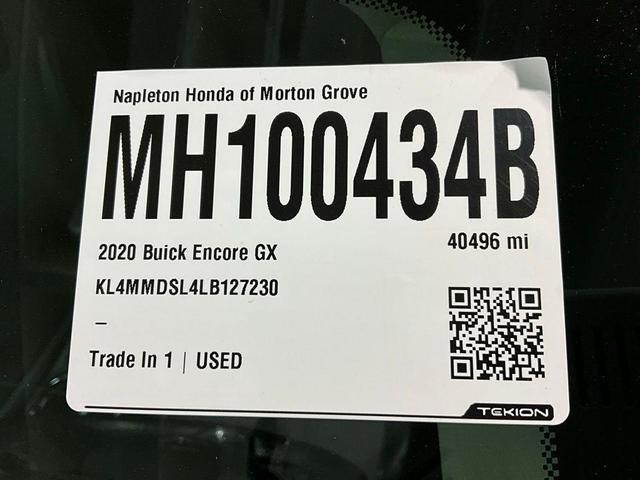 Napleton Honda of Morton Grove
MH100434B
40496 mi
2020 Buick Encore GX
KL4MMDSL4LB127230
–
Trade In 1 | USED
TEKION